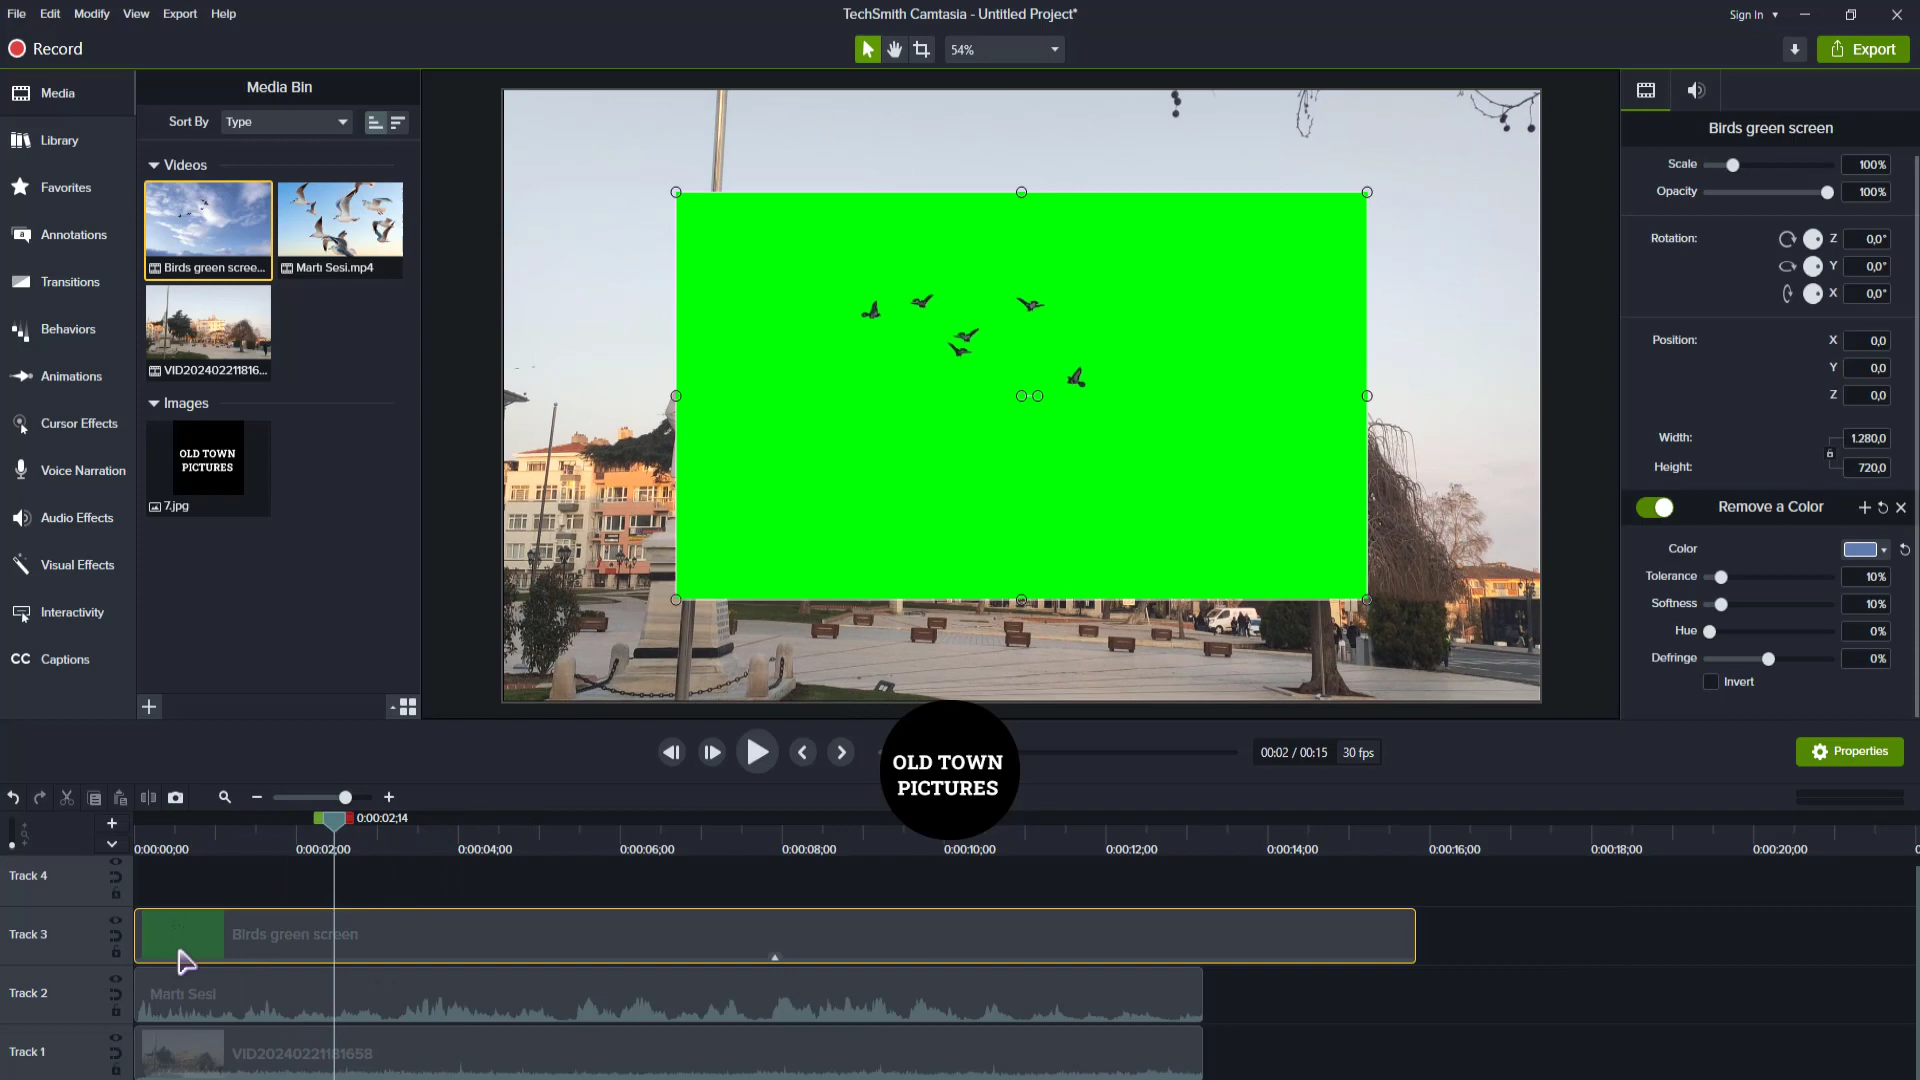 File Edit Modify View Export Help
TechSmith Camtasia - Untitled Project*
Sign In
Record
54%
Export
Media
Library
Favorites
Annotations
Transitions
Behaviors
Animations
Cursor Effects
Voice Narration
Audio Effects
Visual Effects
Interactivity
CC Captions
Media Bin
Sort By Type
Videos
Birds green scree...
Martı Sesi.mp4
VID202402211816...
Images
OLD TOWN
PICTURES
7.jpg
Birds green screen
Scale 100%
Opacity 100%
Rotation: Z 0,0°
Y 0,0°
X 0,0°
Position: X 0,0
Y 0,0
Z 0,0
Width: 1.280,0
Height: 720,0
Remove a Color
Color
Tolerance 10%
Softness 10%
Hue 0%
Defringe 0%
Invert
OLD TOWN
PICTURES
00:02 / 00:15 30 fps
Properties
0:00:02;14
0:00:00;00 0:00:02;00 0:00:04;00 0:00:06;00 0:00:08;00 0:00:10;00 0:00:12;00 0:00:14;00 0:00:16;00 0:00:18;00 0:00:20;00
Track 4
Track 3 Birds green screen
Track 2 Martı Sesi
Track 1 VID20240221181658